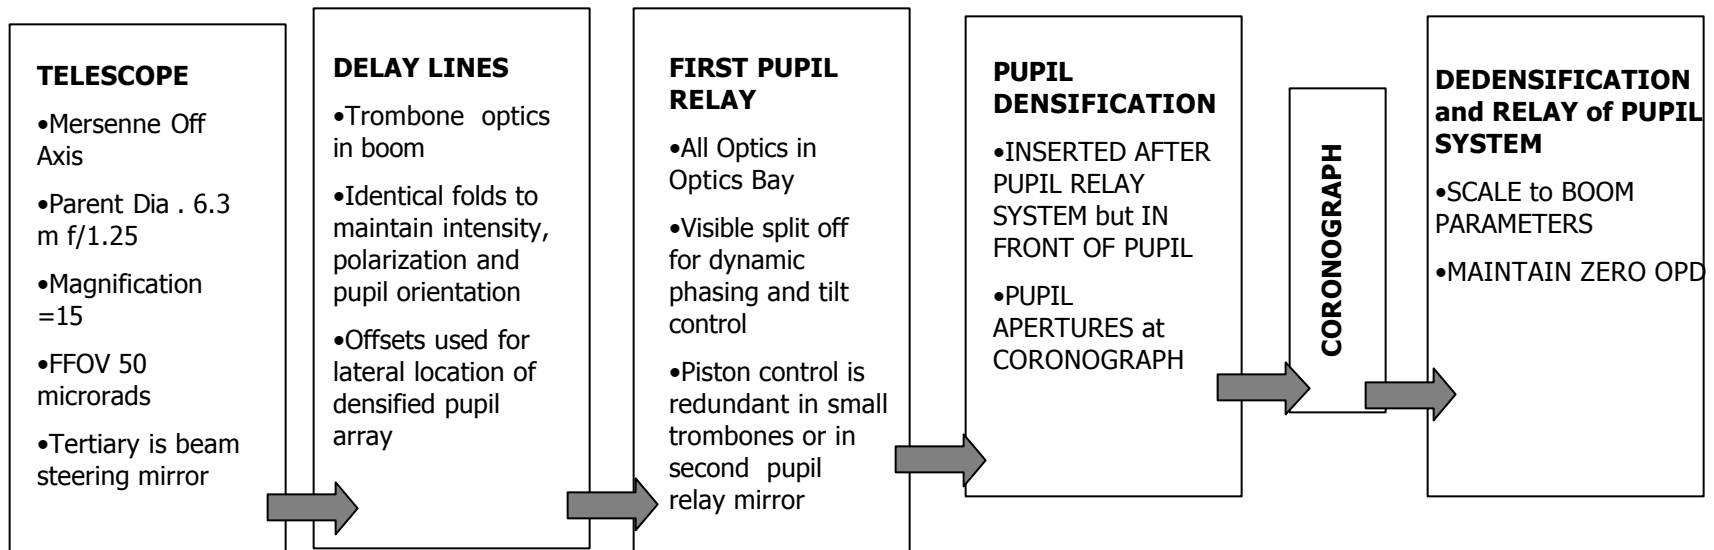 TELESCOPE
•Mersenne Off
Axis
•Parent Dia . 6.3
m f/1.25
•Magnification
=15
•FFOV 50
microrads
•Tertiary is beam
steering mirror
DELAY LINES
•Trombone optics
in boom
•Identical folds to
maintain intensity,
polarization and
pupil orientation
•Offsets used for
lateral location of
densified pupil
array
FIRST PUPIL
RELAY
•All Optics in
Optics Bay
•Visible split off
for dynamic
phasing and tilt
control
•Piston control is
redundant in small
trombones or in
second pupil
relay mirror
PUPIL
DENSIFICATION
•INSERTED AFTER
PUPIL RELAY
SYSTEM but IN
FRONT OF PUPIL
•PUPIL
APERTURES at
CORONOGRAPH
CORONOGRAPH
DEDENSIFICATION
and RELAY of PUPIL
SYSTEM
•SCALE to BOOM
PARAMETERS
•MAINTAIN ZERO OPD